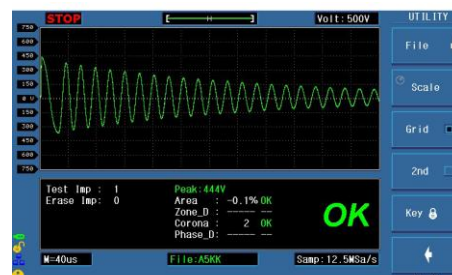 STOP
Volt: 500V
UTILITY
750
600
450
300
150
0 V
150
300
450
600
750
File
Scale
Grid
2nd
Key
Test Imp : 1
Erase Imp: 0
Peak:444V
Area : -0.1% OK
Zone_D : ----- --
Corona : 2 OK
Phase_D: ----- --
OK
M=40us
File:A5KK
Samp: 12.5MSa/s